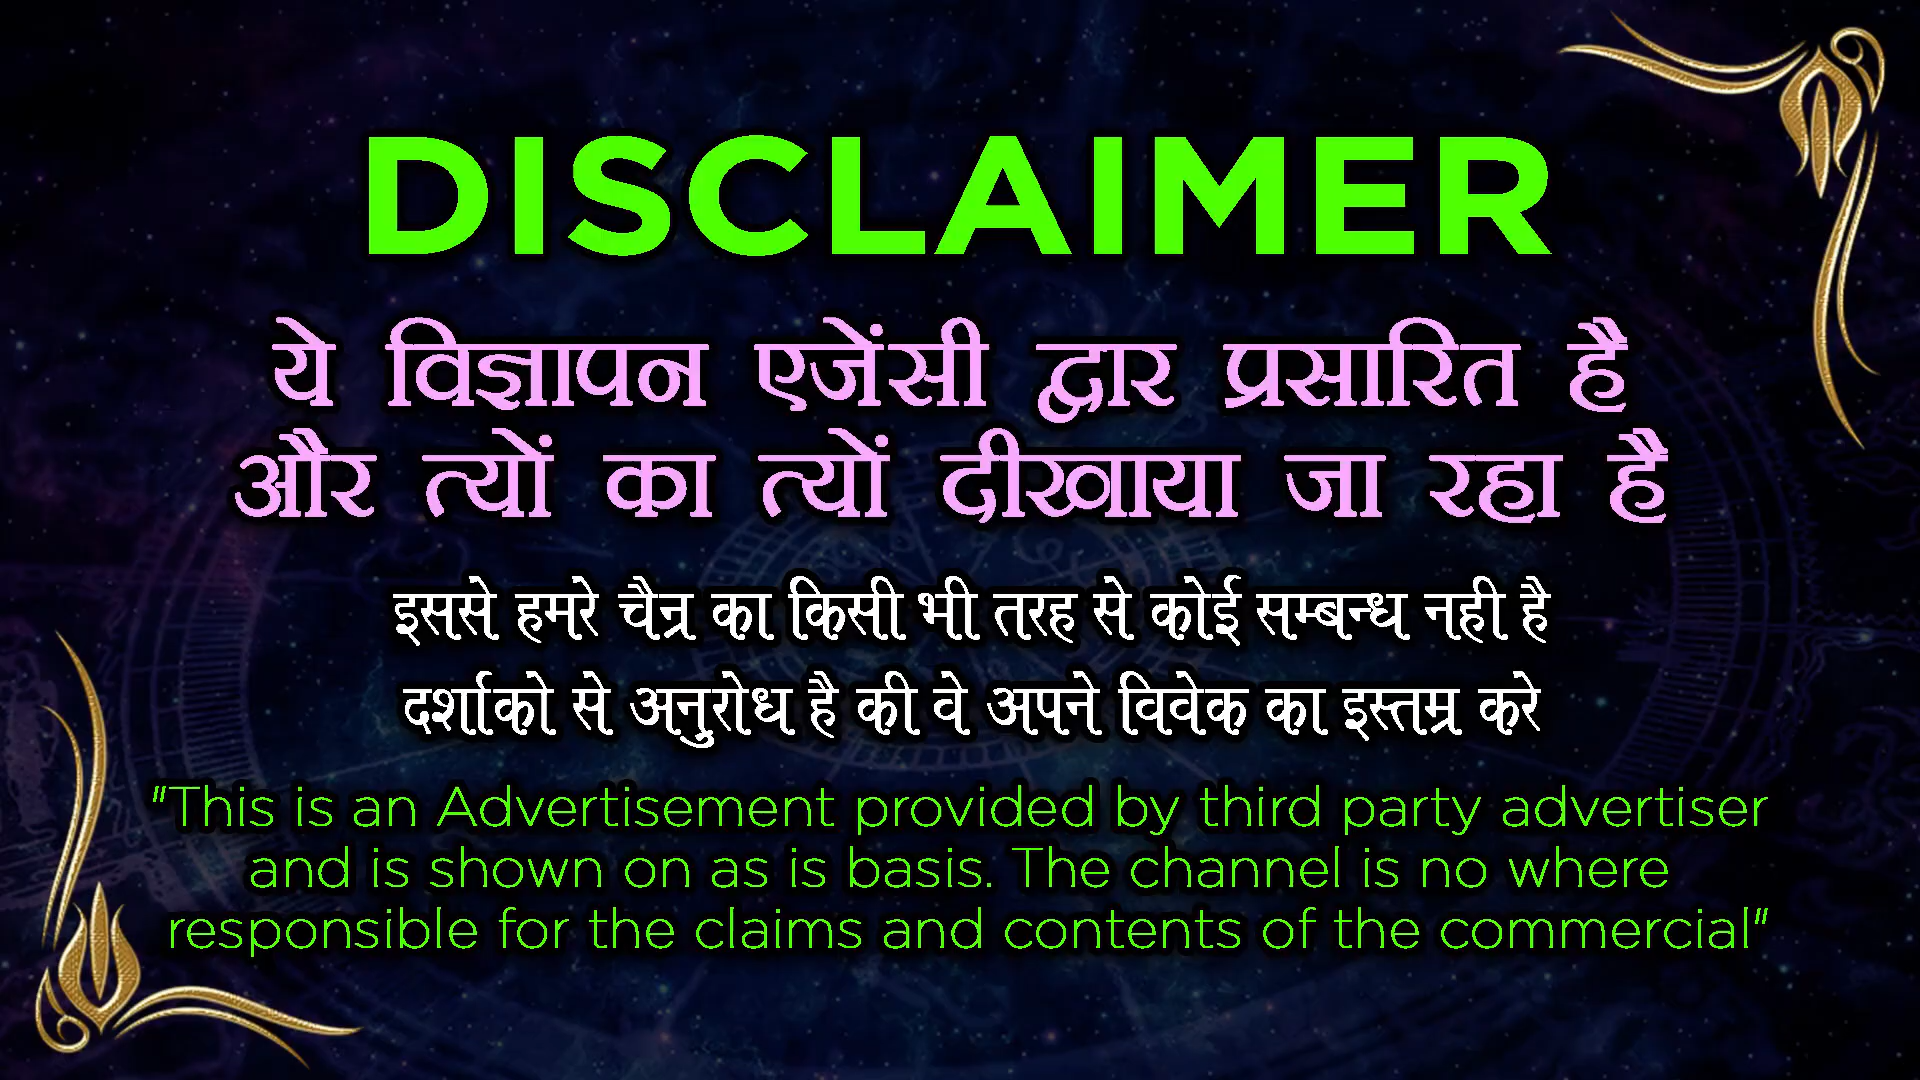 DISCLAIMER
ये विज्ञापन एजेंसी द्वार प्रसारित है
और त्यों का त्यों दीखाया जा रहा है
इससे हमरे चैन्र का किसी भी तरह से कोई सम्बन्ध नही है
दर्शाको से अनुरोध है की वे अपने विवेक का इस्तम्र करे
"This is an Advertisement provided by third party advertiser
and is shown on as is basis. The channel is no where
responsible for the claims and contents of the commercial"